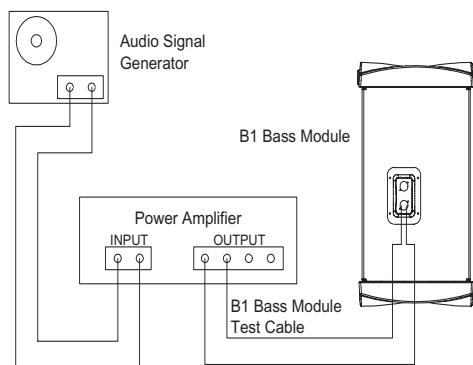 Audio Signal
Generator
B1 Bass Module
Power Amplifier
INPUT
OUTPUT
B1 Bass Module
Test Cable